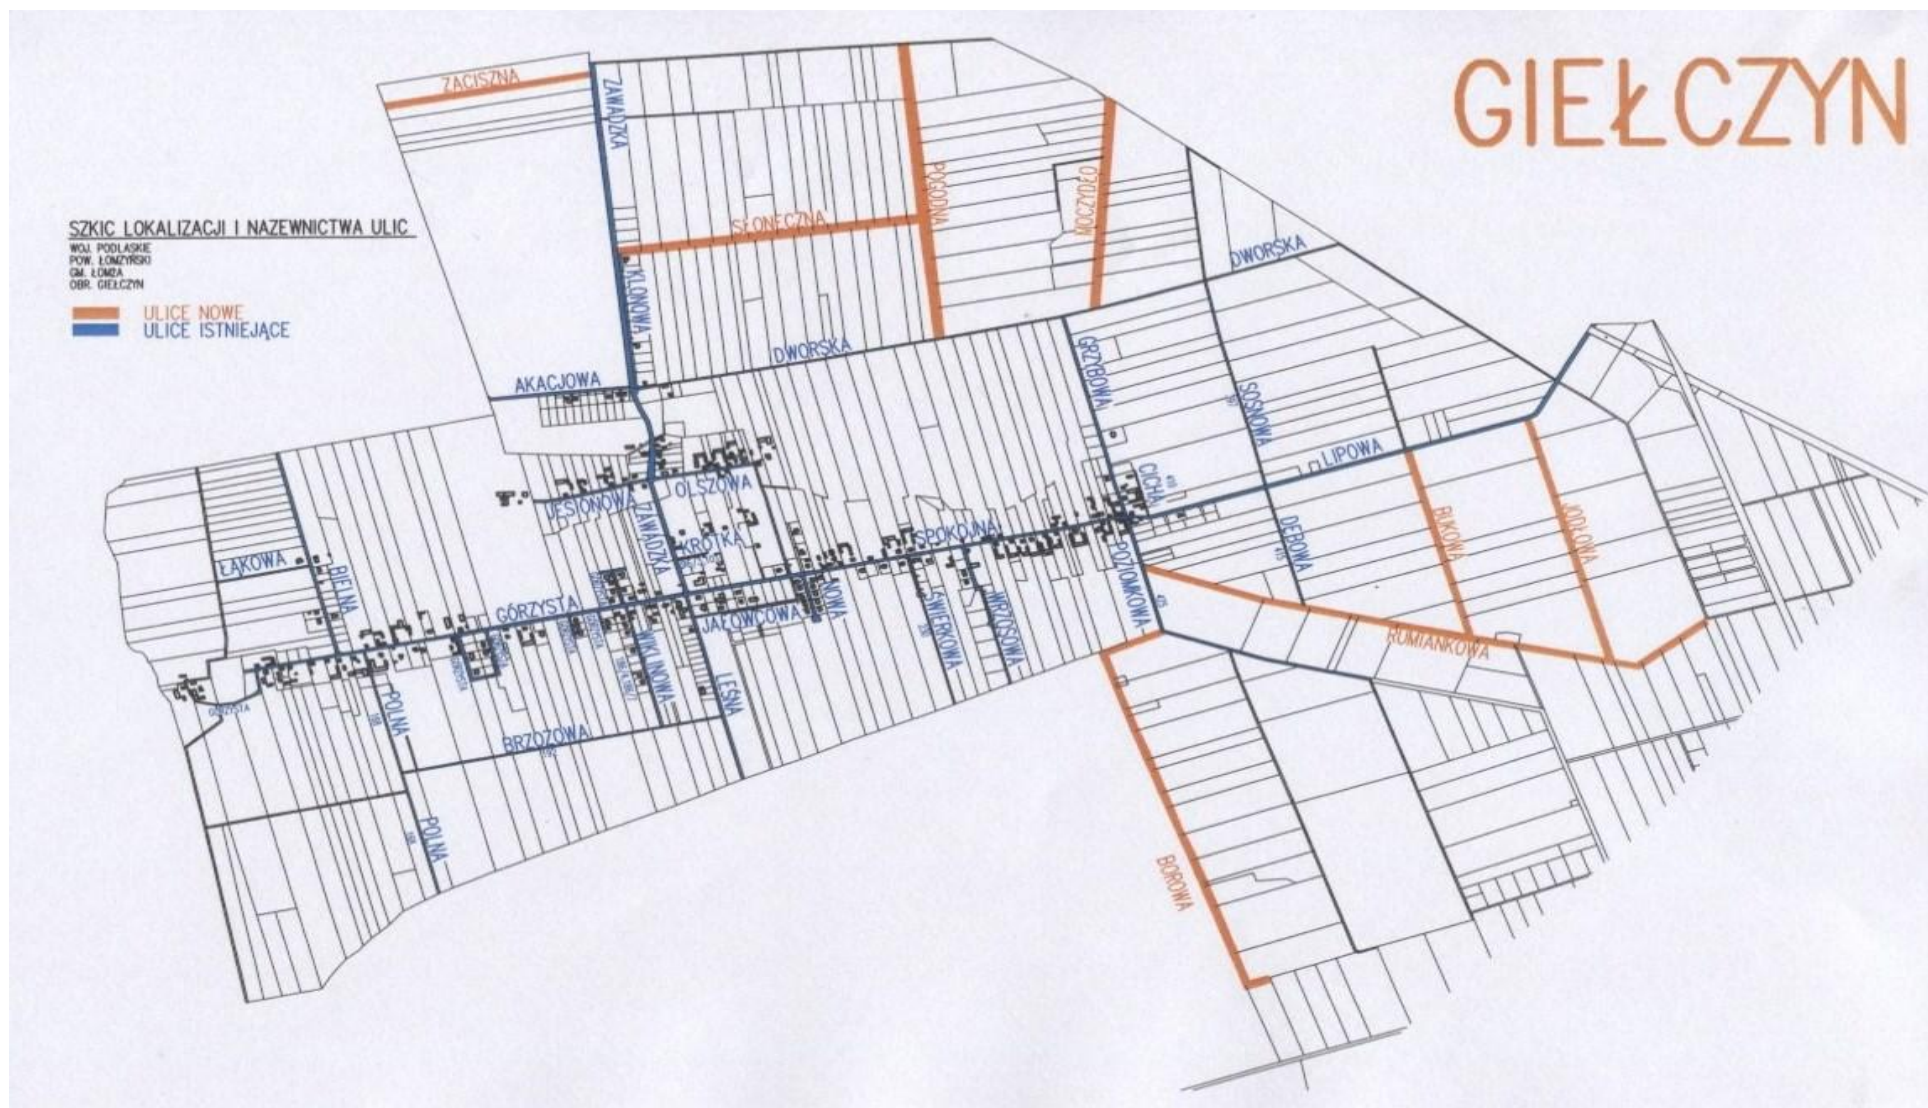 GIEŁCZYN
SZKIC LOKALIZACJI I NAZEWNICTWA ULIC
WOJ. PODLASKIE
POW. ŁOMŻYŃSKI
GM. ŁOMŻA
OBR. GIEŁCZYN
ULICE NOWE
ULICE ISTNIEJĄCE
ZACISZNA
ZAWADZKA
SŁONECZNA
POGODNA
MOCZYDŁO
KLONOWA
DWORSKA
DWORSKA
AKACJOWA
GRZYBOWA
SOSNOWA
LIPOWA
CICHA
OLSZOWA
JESIONOWA
ZAWADZKA
KRÓTKA
SPOKOJNA
DĘBOWA
415
BUKOWA
JODŁOWA
ŁĄKOWA
BIELNA
GÓRZYSTA
JAŁOWCOWA
NOWA
ŚWIERKOWA
WRZOSOWA
POZIOMKOWA
RUMIANKOWA
WIKLINOWA
LEŚNA
GÓRZYSTA
POLNA
BRZOZOWA
POLNA
BOROWA